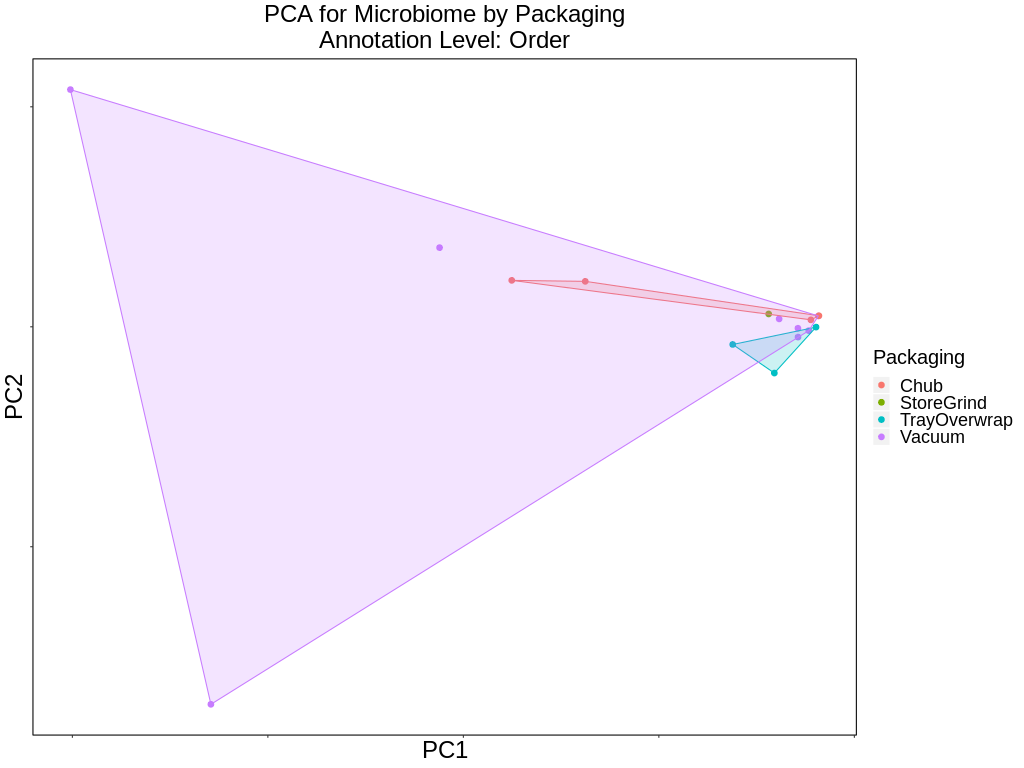 PCA for Microbiome by Packaging
Annotation Level: Order
PC2
Packaging
Chub
StoreGrind
TrayOverwrap
Vacuum
PC1